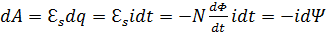 dA = Ɛ_s dq = Ɛ_s idt = −N dΦ/dt idt = −idΨ